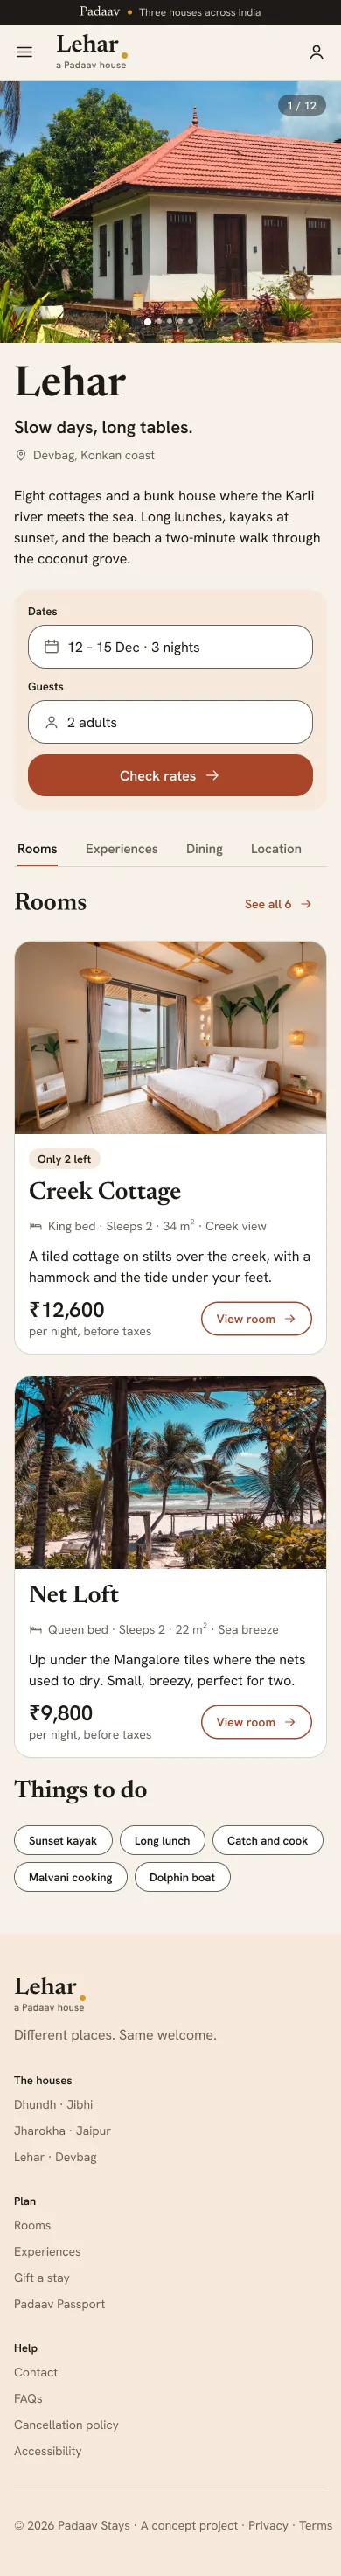 Padaav • Three houses across India
Lehar
a Padaav house
1 / 12
Lehar
Slow days, long tables.
Devbag, Konkan coast
Eight cottages and a bunk house where the Karli
river meets the sea. Long lunches, kayaks at
sunset, and the beach a two-minute walk through
the coconut grove.
Dates
12 – 15 Dec · 3 nights
Guests
2 adults
Check rates →
Rooms Experiences Dining Location
Rooms
See all 6 →
Only 2 left
Creek Cottage
King bed · Sleeps 2 · 34 m² · Creek view
A tiled cottage on stilts over the creek, with a
hammock and the tide under your feet.
₹12,600
per night, before taxes
View room →
Net Loft
Queen bed · Sleeps 2 · 22 m² · Sea breeze
Up under the Mangalore tiles where the nets
used to dry. Small, breezy, perfect for two.
₹9,800
per night, before taxes
View room →
Things to do
Sunset kayak Long lunch Catch and cook
Malvani cooking Dolphin boat
Lehar
a Padaav house
Different places. Same welcome.
The houses
Dhundh · Jibhi
Jharokha · Jaipur
Lehar · Devbag
Plan
Rooms
Experiences
Gift a stay
Padaav Passport
Help
Contact
FAQs
Cancellation policy
Accessibility
© 2026 Padaav Stays · A concept project · Privacy · Terms